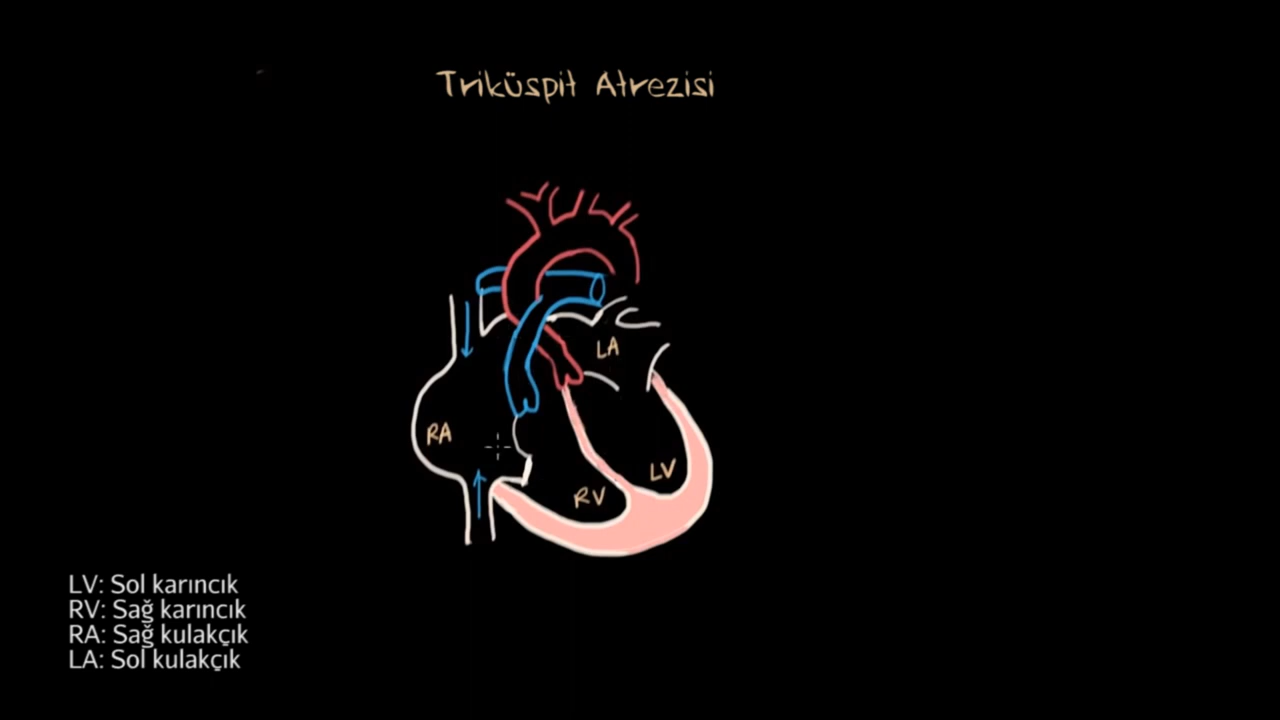 Triküspit Atrezisi
LA
RA
LV
RV
LV: Sol karıncık
RV: Sağ karıncık
RA: Sağ kulakçık
LA: Sol kulakçık